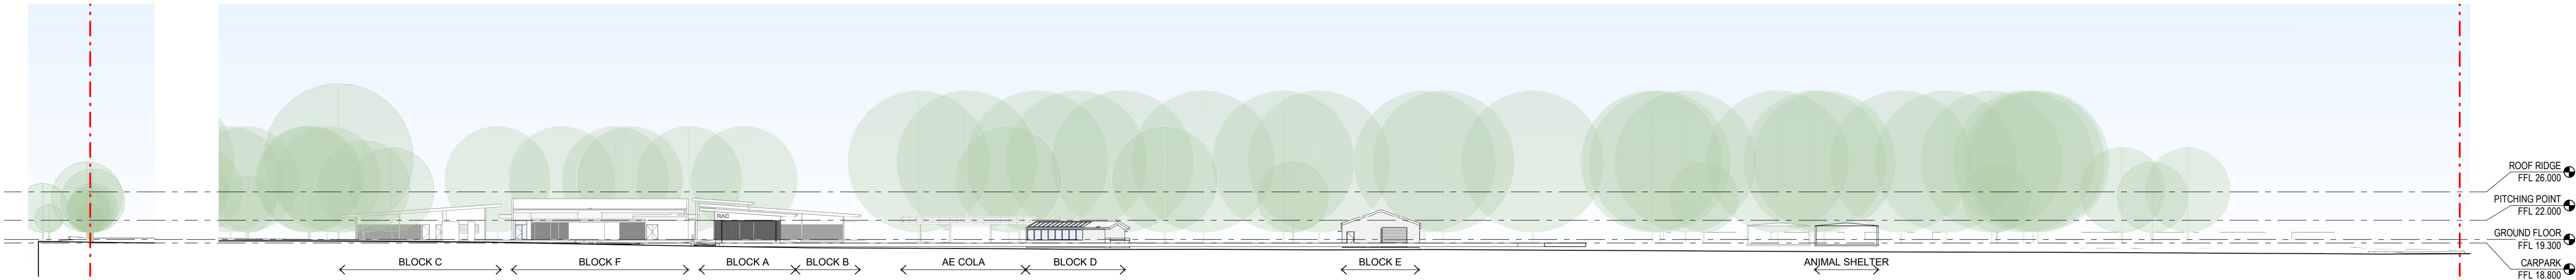 ROOF RIDGE
FFL 26.000
PITCHING POINT
FFL 22.000
RAC
GROUND FLOOR
FFL 19.300
BLOCK C
BLOCK F
BLOCK A
BLOCK B
AE COLA
BLOCK D
BLOCK E
ANIMAL SHELTER
CARPARK
FFL 18.800